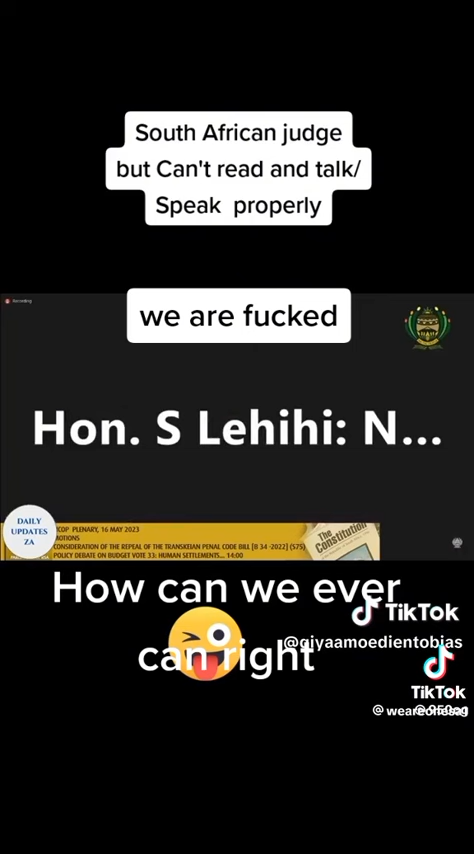 South African judge
but Can't read and talk/
Speak properly
we are fucked
Recording
Hon. S Lehihi: N...
DAILY
UPDATES
ZA
PLENARY, 16 MAY 2023
MOTIONS
CONSIDERATION OF THE REPEAL OF THE TRANSKEIAN PENAL CODE BILL [B 34 -2022] (S75)
POLICY DEBATE ON BUDGET VOTE 33: HUMAN SETTLEMENTS... 14:00
The Constitution
How can we ever
can right
TikTok
@qiyaamoedientobias
TikTok